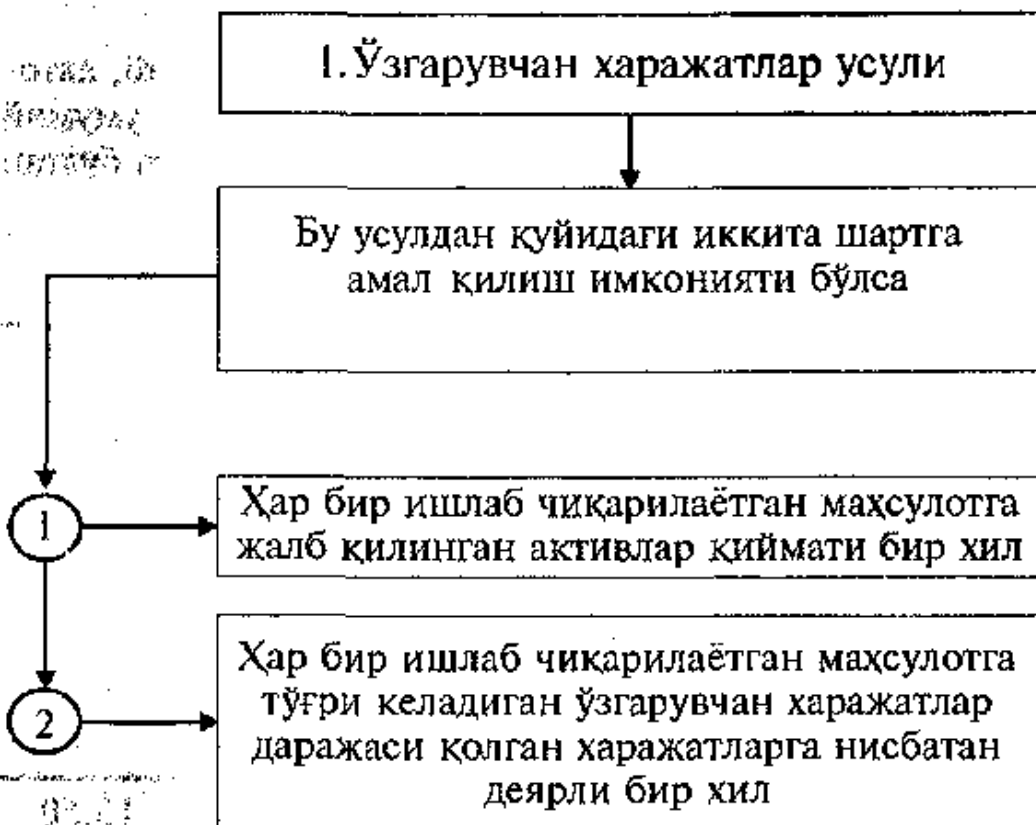 1. Ўзгарувчан харажатлар усули
Бу усулдан қуйидаги иккита шартга
амал қилиш имконияти бўлса
1
Ҳар бир ишлаб чиқарилаётган маҳсулотга
жалб қилинган активлар қиймати бир хил
2
Ҳар бир ишлаб чиқарилаётган маҳсулотга
тўғри келадиган ўзгарувчан харажатлар
даражаси қолган харажатларга нисбатан
деярли бир хил